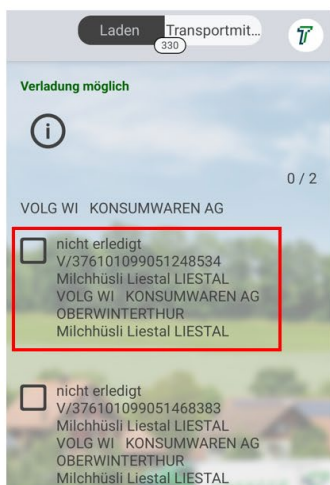 Laden
Transportmit...
330
T
Verladung möglich
i
0 / 2
VOLG WI KONSUMWAREN AG
nicht erledigt
V/376101099051248534
Milchhüsli Liestal LIESTAL
VOLG WI KONSUMWAREN AG
OBERWINTERTHUR
Milchhüsli Liestal LIESTAL
nicht erledigt
V/376101099051468383
Milchhüsli Liestal LIESTAL
VOLG WI KONSUMWAREN AG
OBERWINTERTHUR
Milchhüsli Liestal LIESTAL